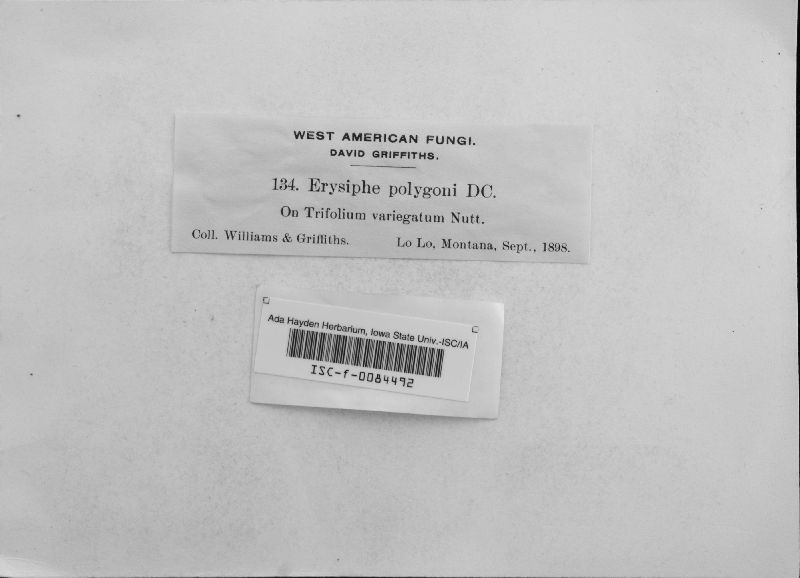 WEST AMERICAN FUNGI.
DAVID GRIFFITHS.
134. Erysiphe polygoni DC.
On Trifolium variegatum Nutt.
Coll. Williams & Griffiths. Lo Lo, Montana, Sept., 1898.
Ada Hayden Herbarium, Iowa State Univ.-ISC/IA
ISC-f-0084492